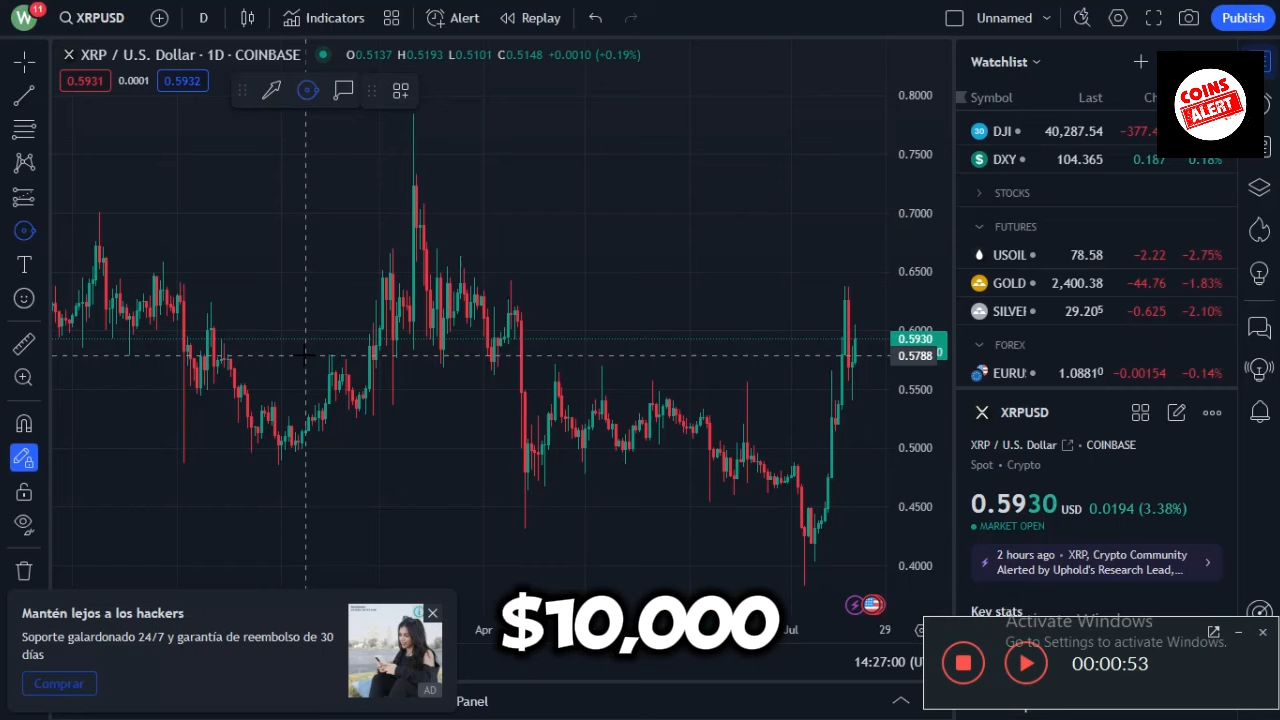 W 11 XRPUSD D Indicators Alert Replay Unnamed Publish
XRP / U.S. Dollar · 1D · COINBASE O0.5137 H0.5193 L0.5101 C0.5148 +0.0010 (+0.19%)
0.5931 0.0001 0.5932
Watchlist
Symbol Last Ch
COINS ALERT
30 DJI 40,287.54 −377.4
$ DXY 104.365 0.187 0.18%
STOCKS
FUTURES
USOIL 78.58 −2.22 −2.75%
GOLD 2,400.38 −44.76 −1.83%
SILVER 29.205 −0.625 −2.10%
FOREX
EURU 1.08810 −0.00154 −0.14%
0.8000
0.7500
0.7000
0.6500
0.6000
0.5930
0.5788
0.5500
0.5000
0.4500
0.4000
XRPUSD
XRP / U.S. Dollar COINBASE
Spot • Crypto
0.5930 USD 0.0194 (3.38%)
MARKET OPEN
2 hours ago • XRP, Crypto Community
Alerted by Uphold's Research Lead,...
Key stats
Mantén lejos a los hackers
Soporte galardonado 24/7 y garantía de reembolso de 30
días
Comprar
AD
$10,000
Apr Jul 29
14:27:00 (U
Panel
Activate Windows
Go to Settings to activate Windows.
00:00:53